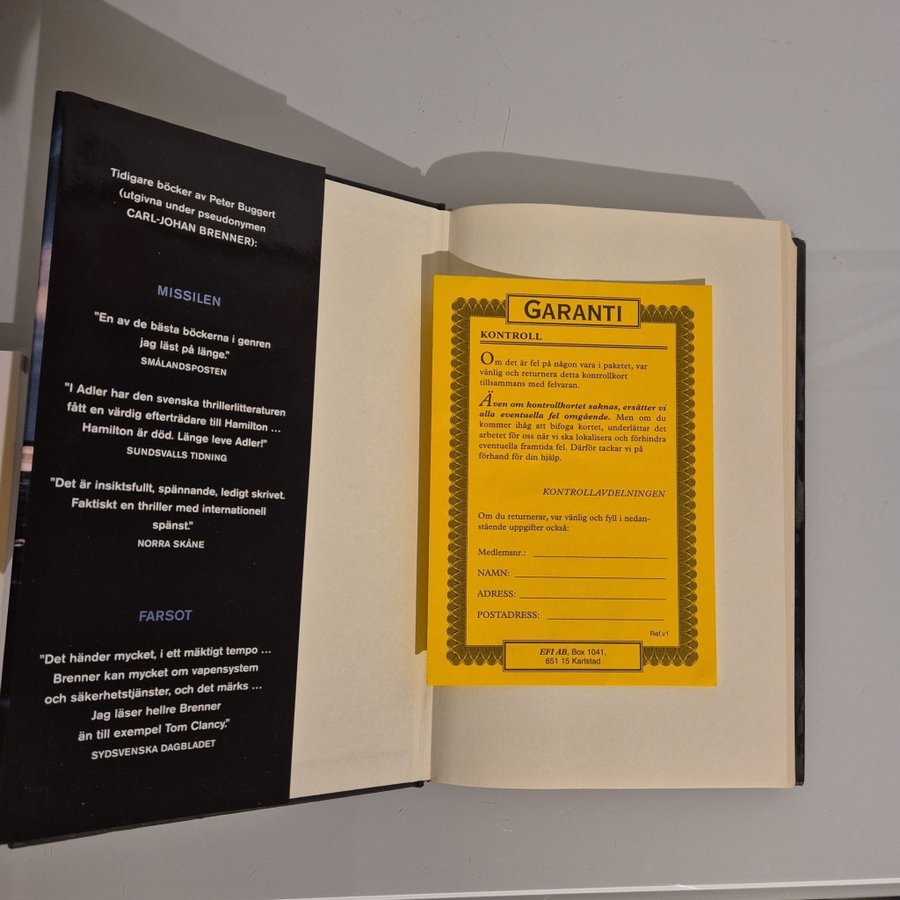 Tidigare böcker av Peter Buggert
(utgivna under pseudonymen
CARL-JOHAN BRENNER):
MISSILEN
"En av de bästa böckerna i genren
jag läst på länge."
SMÅLANDSPOSTEN
"I Adler har den svenska thrillerlitteraturen
fått en värdig efterträdare till Hamilton ...
Hamilton är död. Länge leve Adler!"
SUNDSVALLS TIDNING
"Det är insiktsfullt, spännande, ledigt skrivet.
Faktiskt en thriller med internationell
spänst."
NORRA SKÅNE
FARSOT
"Det händer mycket, i ett mäktigt tempo ...
Brenner kan mycket om vapensystem
och säkerhetstjänster, och det märks ...
Jag läser hellre Brenner
än till exempel Tom Clancy."
SYDSVENSKA DAGBLADET
GARANTI
KONTROLL
Om det är fel på någon vara i paketet, var
vänlig och returnera detta kontrollkort
tillsammans med felvaran.
Även om kontrollkortet saknas, ersätter vi
alla eventuella fel omgående. Men om du
kommer ihåg att bifoga kortet, underlättar det
arbetet för oss när vi ska lokalisera och förhindra
eventuella framtida fel. Därför tackar vi på
förhand för din hjälp.
KONTROLLAVDELNINGEN
Om du returnerar, var vänlig och fyll i nedan-
stående uppgifter också:
Medlemsnr.:
NAMN:
ADRESS:
POSTADRESS:
Ref.v1
EFI AB, Box 1041,
651 15 Karlstad